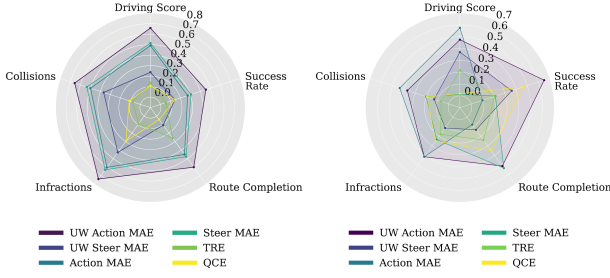 Driving Score
0.8
0.7
0.6
0.5
0.4
0.3
0.2
0.1
0.0
Collisions
Success
Rate
Infractions
Route Completion
UW Action MAE
UW Steer MAE
Action MAE
Steer MAE
TRE
QCE
Driving Score
0.7
0.6
0.5
0.4
0.3
0.2
0.1
0.0
Collisions
Success
Rate
Infractions
Route Completion
UW Action MAE
UW Steer MAE
Action MAE
Steer MAE
TRE
QCE